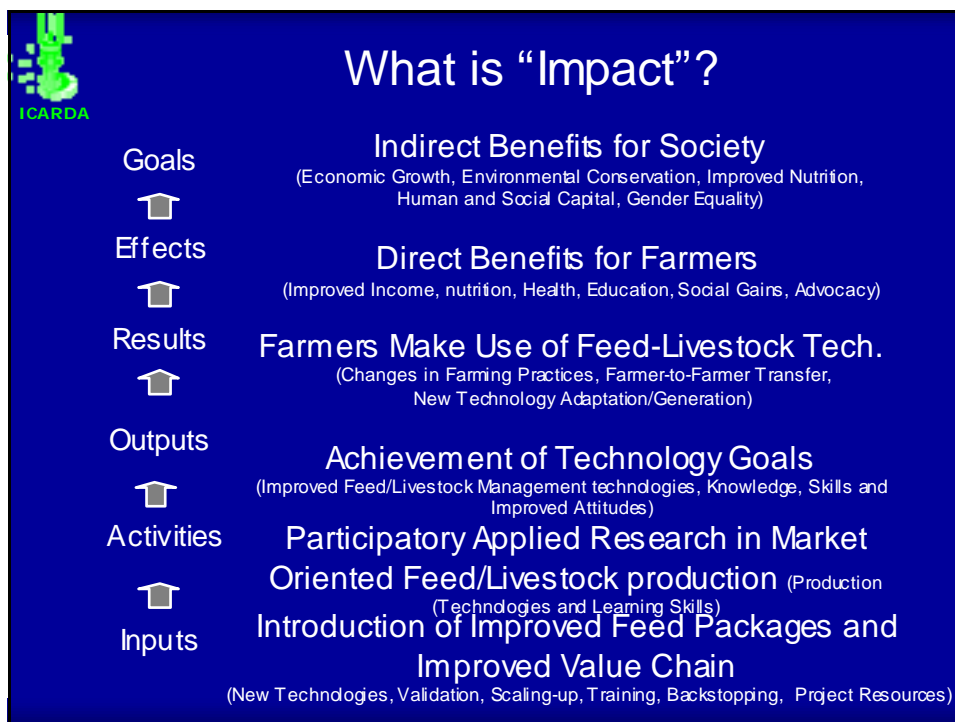 What is “Impact”?
ICARDA
Goals
Indirect Benefits for Society
(Economic Growth, Environmental Conservation, Improved Nutrition,
Human and Social Capital, Gender Equality)
Effects
Direct Benefits for Farmers
(Improved Income, nutrition, Health, Education, Social Gains, Advocacy)
Results
Farmers Make Use of Feed-Livestock Tech.
(Changes in Farming Practices, Farmer-to-Farmer Transfer,
New Technology Adaptation/Generation)
Outputs
Achievement of Technology Goals
(Improved Feed/Livestock Management technologies, Knowledge, Skills and
Improved Attitudes)
Activities
Participatory Applied Research in Market
Oriented Feed/Livestock production (Production
(Technologies and Learning Skills)
Inputs
Introduction of Improved Feed Packages and
Improved Value Chain
(New Technologies, Validation, Scaling-up, Training, Backstopping, Project Resources)